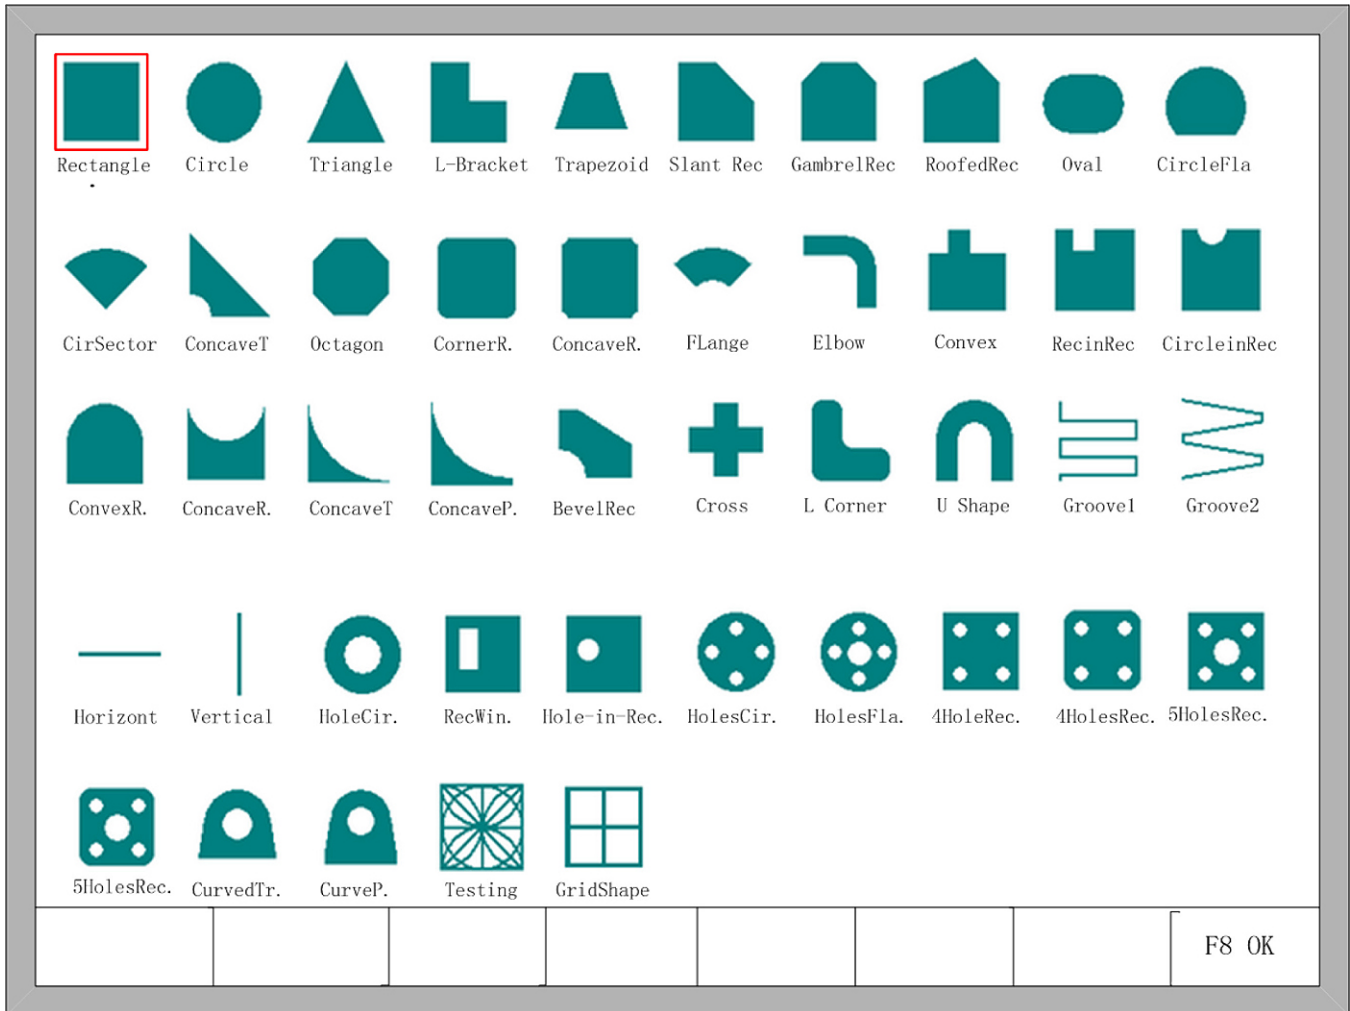 Rectangle Circle Triangle L-Bracket Trapezoid Slant Rec GambrelRec RoofedRec Oval CircleFla
CirSector ConcaveT Octagon CornerR. ConcaveR. FLange Elbow Convex RecinRec CircleinRec
ConvexR. ConcaveR. ConcaveT ConcaveP. BevelRec Cross L Corner U Shape Groove1 Groove2
Horizont Vertical HoleCir. RecWin. Hole-in-Rec. HolesCir. HolesFla. 4HoleRec. 4HolesRec. 5HolesRec.
5HolesRec. CurvedTr. CurveP. Testing GridShape
F8 OK